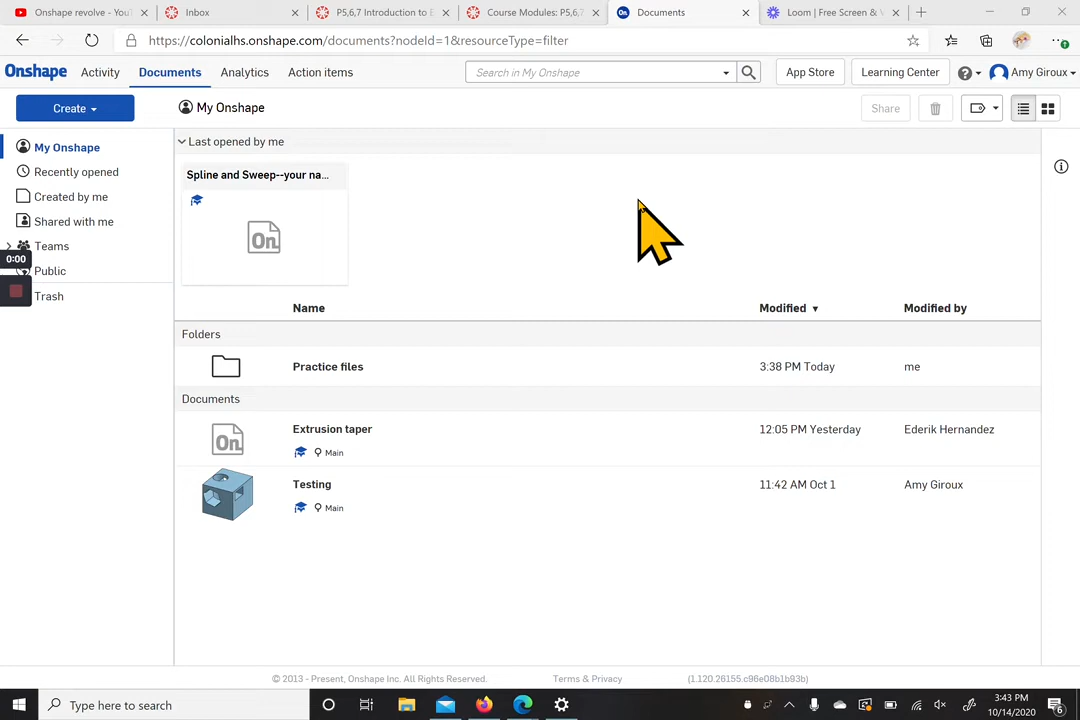 Onshape revolve - You
Inbox
P5,6,7 Introduction to E
Course Modules: P5,6,7
Documents
Loom | Free Screen & V
https://colonialhs.onshape.com/documents?nodeId=1&resourceType=filter
Onshape
Activity
Documents
Analytics
Action items
Search in My Onshape
App Store
Learning Center
Amy Giroux
Create
My Onshape
Share
My Onshape
Recently opened
Created by me
Shared with me
Teams
0:00
Public
Trash
Last opened by me
Spline and Sweep--your na...
On
Name
Modified
Modified by
Folders
Practice files
3:38 PM Today
me
Documents
On
Extrusion taper
12:05 PM Yesterday
Ederik Hernandez
Main
Testing
11:42 AM Oct 1
Amy Giroux
Main
© 2013 - Present, Onshape Inc. All Rights Reserved.
Terms & Privacy
(1.120.26155.c96e08b1b93b)
Type here to search
3:43 PM
10/14/2020
6